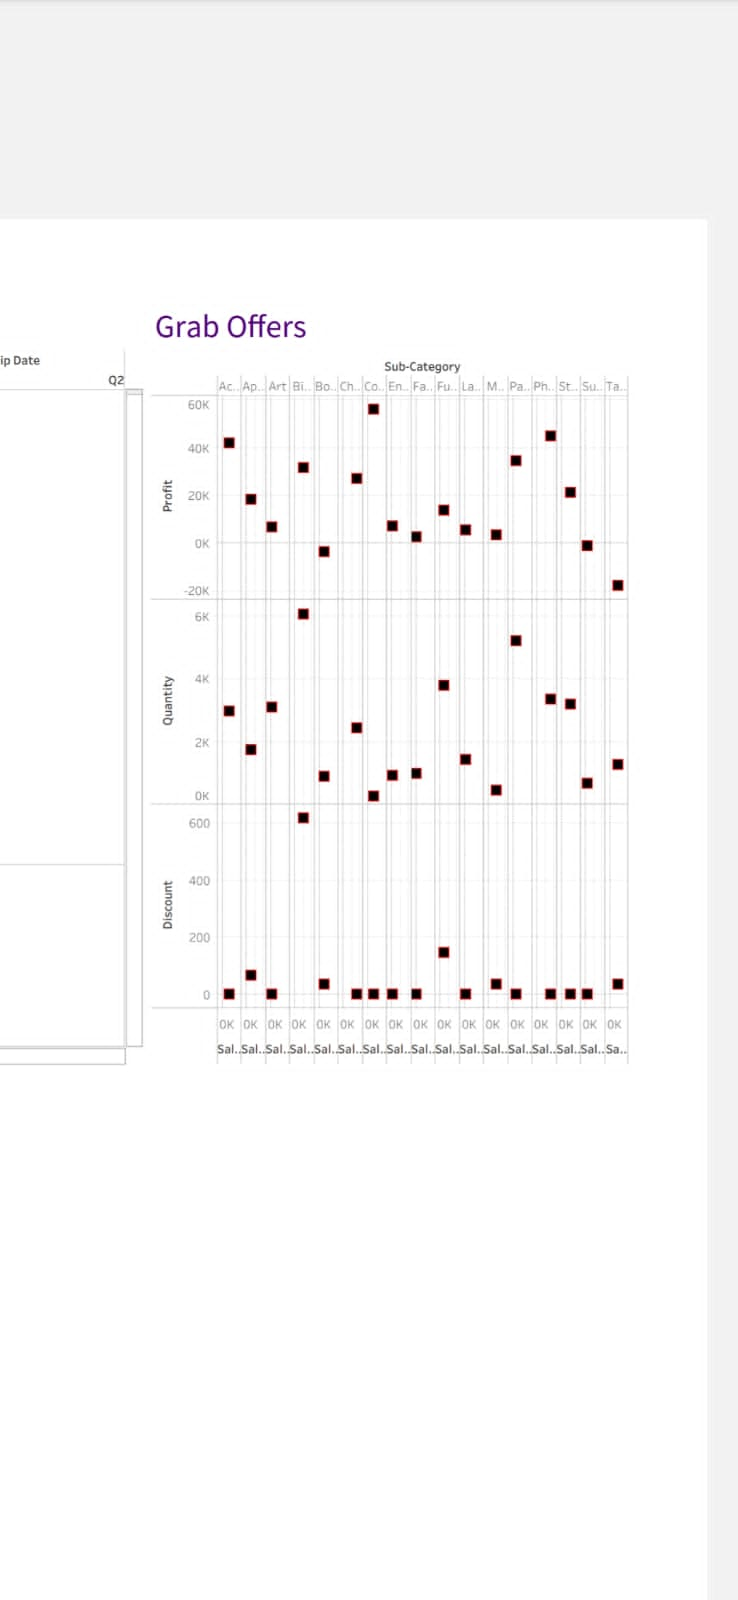 Grab Offers
ip Date
Q2
Sub-Category
Ac.. Ap.. Art Bi.. Bo.. Ch.. Co.. En.. Fa.. Fu.. La.. M.. Pa.. Ph.. St.. Su.. Ta..
60K
40K
20K
0K
-20K
Profit
6K
4K
2K
0K
Quantity
600
400
200
0
Discount
0K 0K 0K 0K 0K 0K 0K 0K 0K 0K 0K 0K 0K 0K 0K 0K 0K
Sal.. Sal.. Sal.. Sal.. Sal.. Sal.. Sal.. Sal.. Sal.. Sal.. Sal.. Sal.. Sal.. Sal.. Sal.. Sal.. Sa..